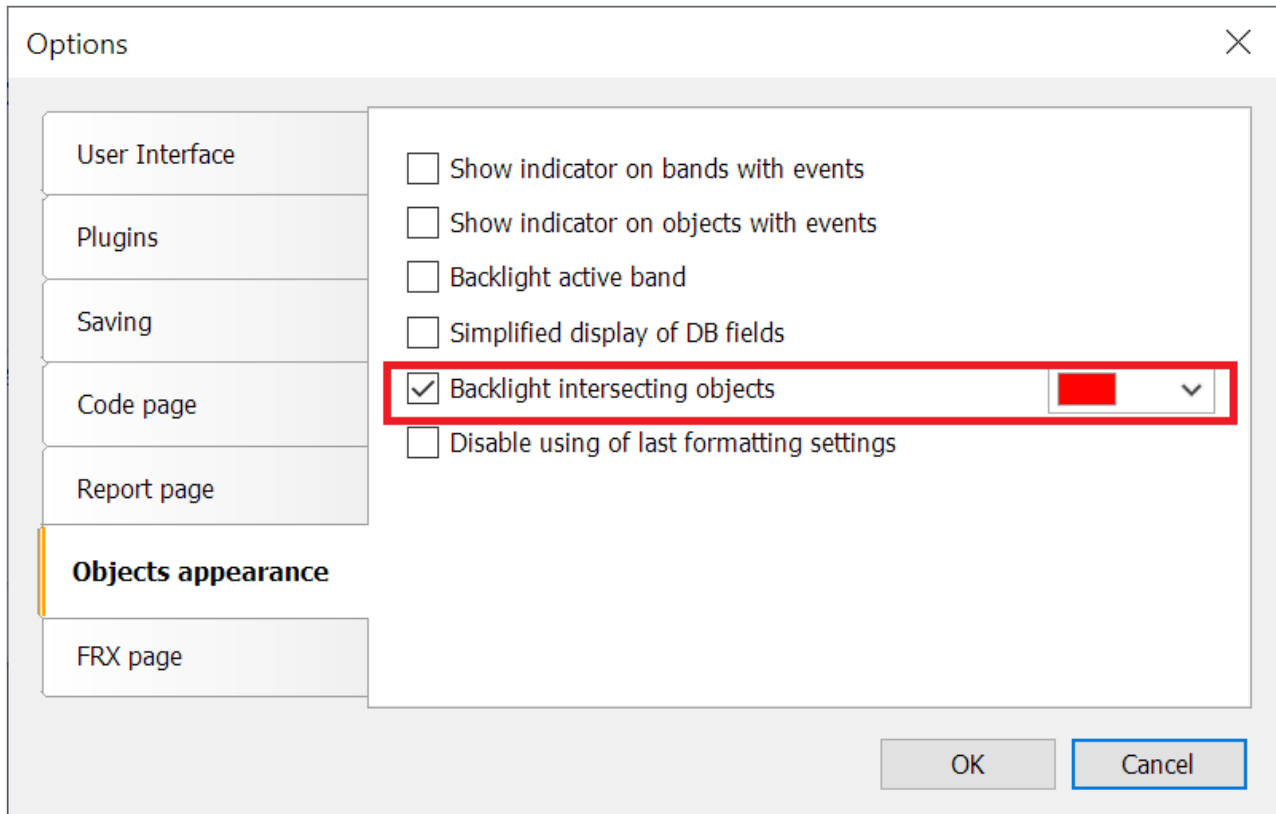 Options
User Interface
Plugins
Saving
Code page
Report page
Objects appearance
FRX page
Show indicator on bands with events
Show indicator on objects with events
Backlight active band
Simplified display of DB fields
Backlight intersecting objects
Disable using of last formatting settings
OK
Cancel